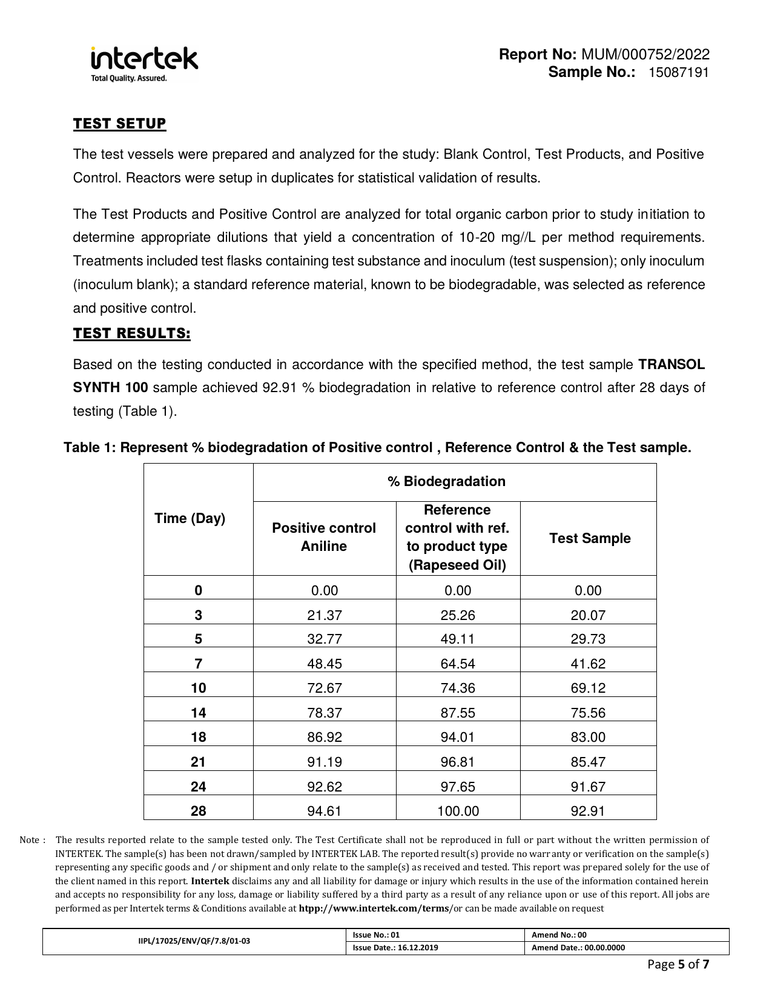 intertek
Total Quality. Assured.
Report No: MUM/000752/2022
Sample No.: 15087191
TEST SETUP
The test vessels were prepared and analyzed for the study: Blank Control, Test Products, and Positive
Control. Reactors were setup in duplicates for statistical validation of results.
The Test Products and Positive Control are analyzed for total organic carbon prior to study initiation to
determine appropriate dilutions that yield a concentration of 10-20 mg//L per method requirements.
Treatments included test flasks containing test substance and inoculum (test suspension); only inoculum
(inoculum blank); a standard reference material, known to be biodegradable, was selected as reference
and positive control.
TEST RESULTS:
Based on the testing conducted in accordance with the specified method, the test sample TRANSOL
SYNTH 100 sample achieved 92.91 % biodegradation in relative to reference control after 28 days of
testing (Table 1).
Table 1: Represent % biodegradation of Positive control , Reference Control & the Test sample.
Time (Day)
% Biodegradation
Positive control
Aniline
Reference
control with ref.
to product type
(Rapeseed Oil)
Test Sample
0 0.00 0.00 0.00
3 21.37 25.26 20.07
5 32.77 49.11 29.73
7 48.45 64.54 41.62
10 72.67 74.36 69.12
14 78.37 87.55 75.56
18 86.92 94.01 83.00
21 91.19 96.81 85.47
24 92.62 97.65 91.67
28 94.61 100.00 92.91
Note : The results reported relate to the sample tested only. The Test Certificate shall not be reproduced in full or part without the written permission of
INTERTEK. The sample(s) has been not drawn/sampled by INTERTEK LAB. The reported result(s) provide no warranty or verification on the sample(s)
representing any specific goods and / or shipment and only relate to the sample(s) as received and tested. This report was prepared solely for the use of
the client named in this report. Intertek disclaims any and all liability for damage or injury which results in the use of the information contained herein
and accepts no responsibility for any loss, damage or liability suffered by a third party as a result of any reliance upon or use of this report. All jobs are
performed as per Intertek terms & Conditions available at htpp://www.intertek.com/terms/or can be made available on request
IIPL/17025/ENV/QF/7.8/01-03
Issue No.: 01
Amend No.: 00
Issue Date.: 16.12.2019
Amend Date.: 00.00.0000
Page 5 of 7